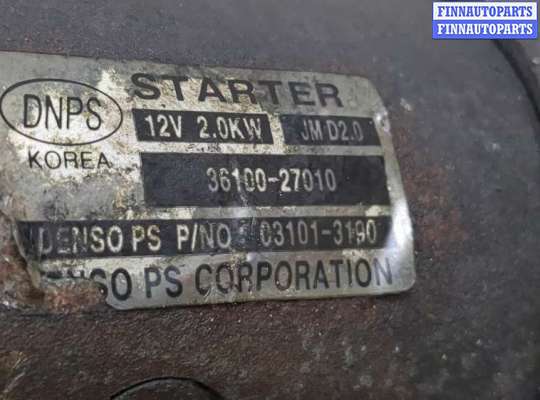 FINNAUTOPARTS
FINNAUTOPARTS
STARTER
DNPS
12V 2.0KW JM D2.0
KOREA
36100-27010
DENSO PS P/NO 03101-3190
PS CORPORATION